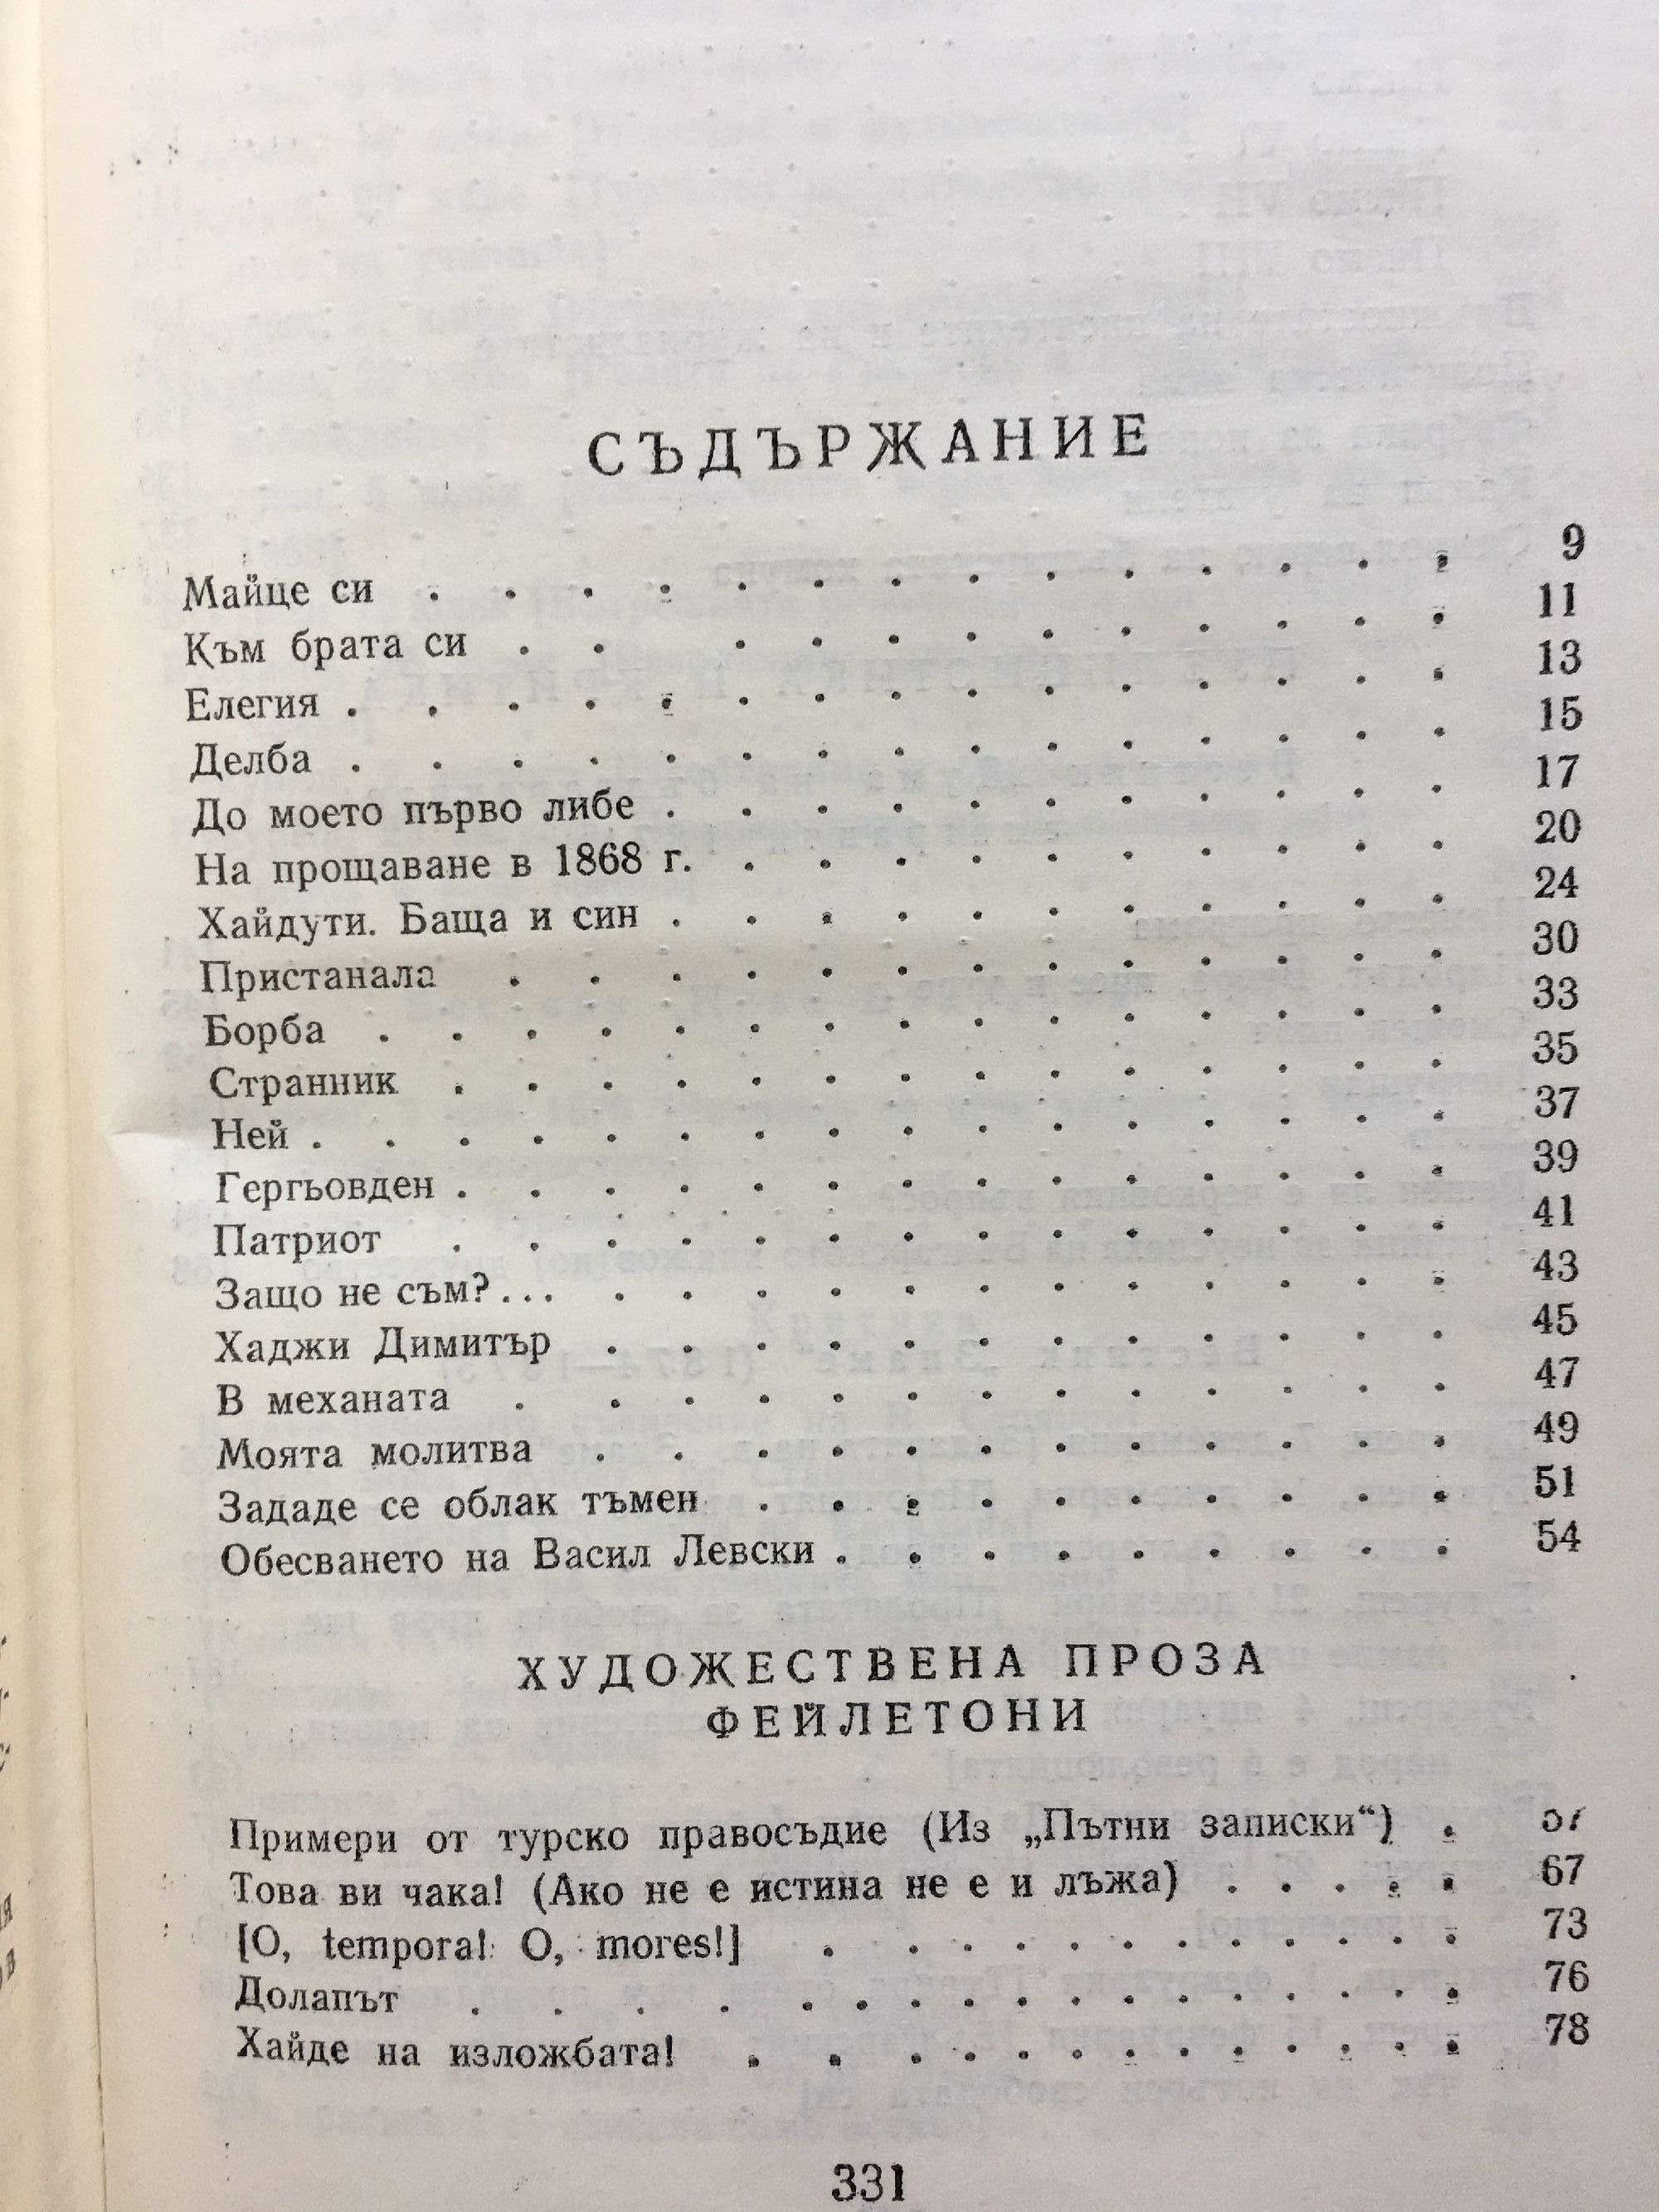 СЪДЪРЖАНИЕ
Майце си . . . . . . . . . . . . . . 9
Към брата си . . . . . . . . . . . . 11
Елегия . . . . . . . . . . . . . . . 13
Делба . . . . . . . . . . . . . . . 15
До моето първо либе . . . . . . . . . . . 17
На прощаване в 1868 г. . . . . . . . . . . 20
Хайдути. Баща и син . . . . . . . . . . . 24
Пристанала . . . . . . . . . . . . . 30
Борба . . . . . . . . . . . . . . . 33
Странник . . . . . . . . . . . . . . 35
Ней . . . . . . . . . . . . . . . . 37
Гергьовден . . . . . . . . . . . . . . 39
Патриот . . . . . . . . . . . . . . 41
Защо не съм?... . . . . . . . . . . . . 43
Хаджи Димитър . . . . . . . . . . . . 45
В механата . . . . . . . . . . . . . 47
Моята молитва . . . . . . . . . . . . 49
Зададе се облак тъмен . . . . . . . . . . 51
Обесването на Васил Левски . . . . . . . . . 54
ХУДОЖЕСТВЕНА ПРОЗА
ФЕЙЛЕТОНИ
Примери от турско правосъдие (Из „Пътни записки“) . 57
Това ви чака! (Ако не е истина не е и лъжа) . . . . . 67
[O, tempora! O, mores!] . . . . . . . . . . . . 73
Долапът . . . . . . . . . . . . . . . . 76
Хайде на изложбата! . . . . . . . . . . . . 78
331